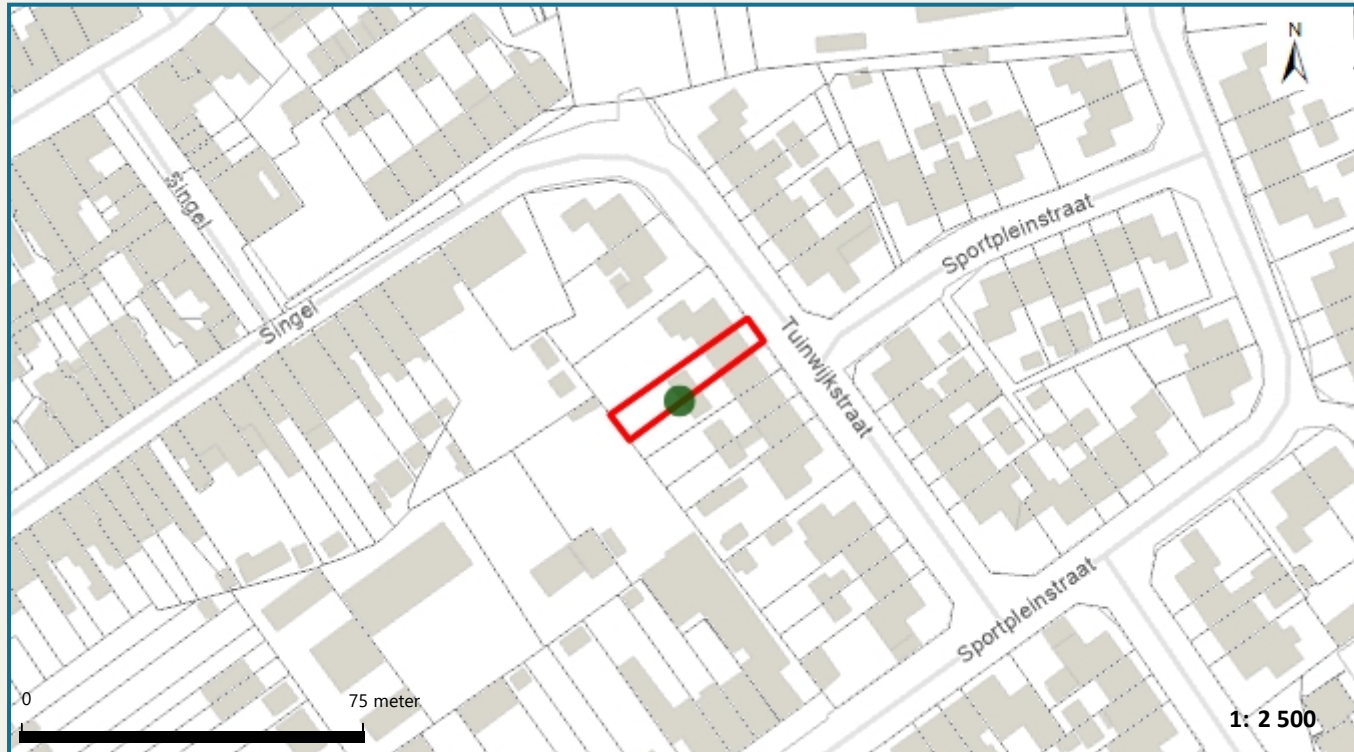 N
Singel
Sportpleinstraat
Singel
Tuinwijkstraat
Sportpleinstraat
0
75 meter
1: 2 500